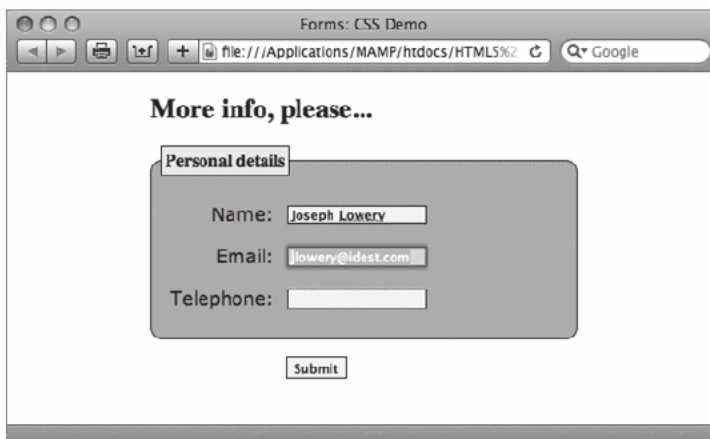 Forms: CSS Demo
file:///Applications/MAMP/htdocs/HTML5%2
Google
More info, please...
Personal details
Name: Joseph Lowery
Email: jlowery@idest.com
Telephone:
Submit